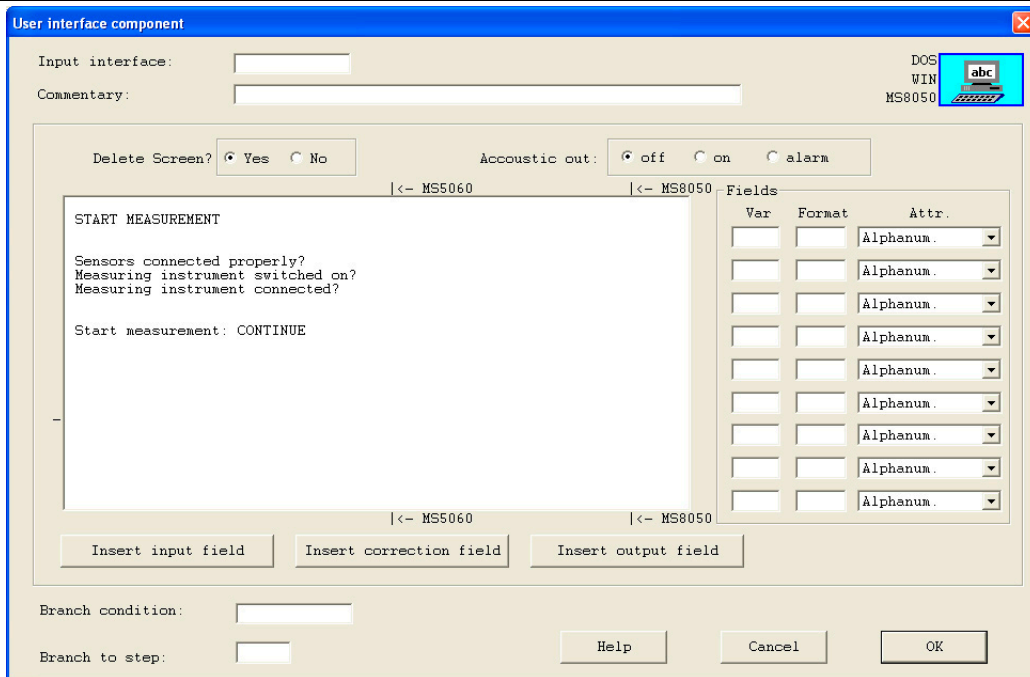 User interface component
Input interface:
DOS
WIN
MS8050
abc
Commentary:
Delete Screen? Yes No
Accoustic out: off on alarm
|<- MS5060 |<- MS8050
Fields
Var Format Attr.
START MEASUREMENT
Sensors connected properly?
Measuring instrument switched on?
Measuring instrument connected?
Start measurement: CONTINUE
Alphanum.
Alphanum.
Alphanum.
Alphanum.
Alphanum.
Alphanum.
Alphanum.
Alphanum.
Alphanum.
|<- MS5060 |<- MS8050
Insert input field Insert correction field Insert output field
Branch condition:
Branch to step:
Help Cancel OK